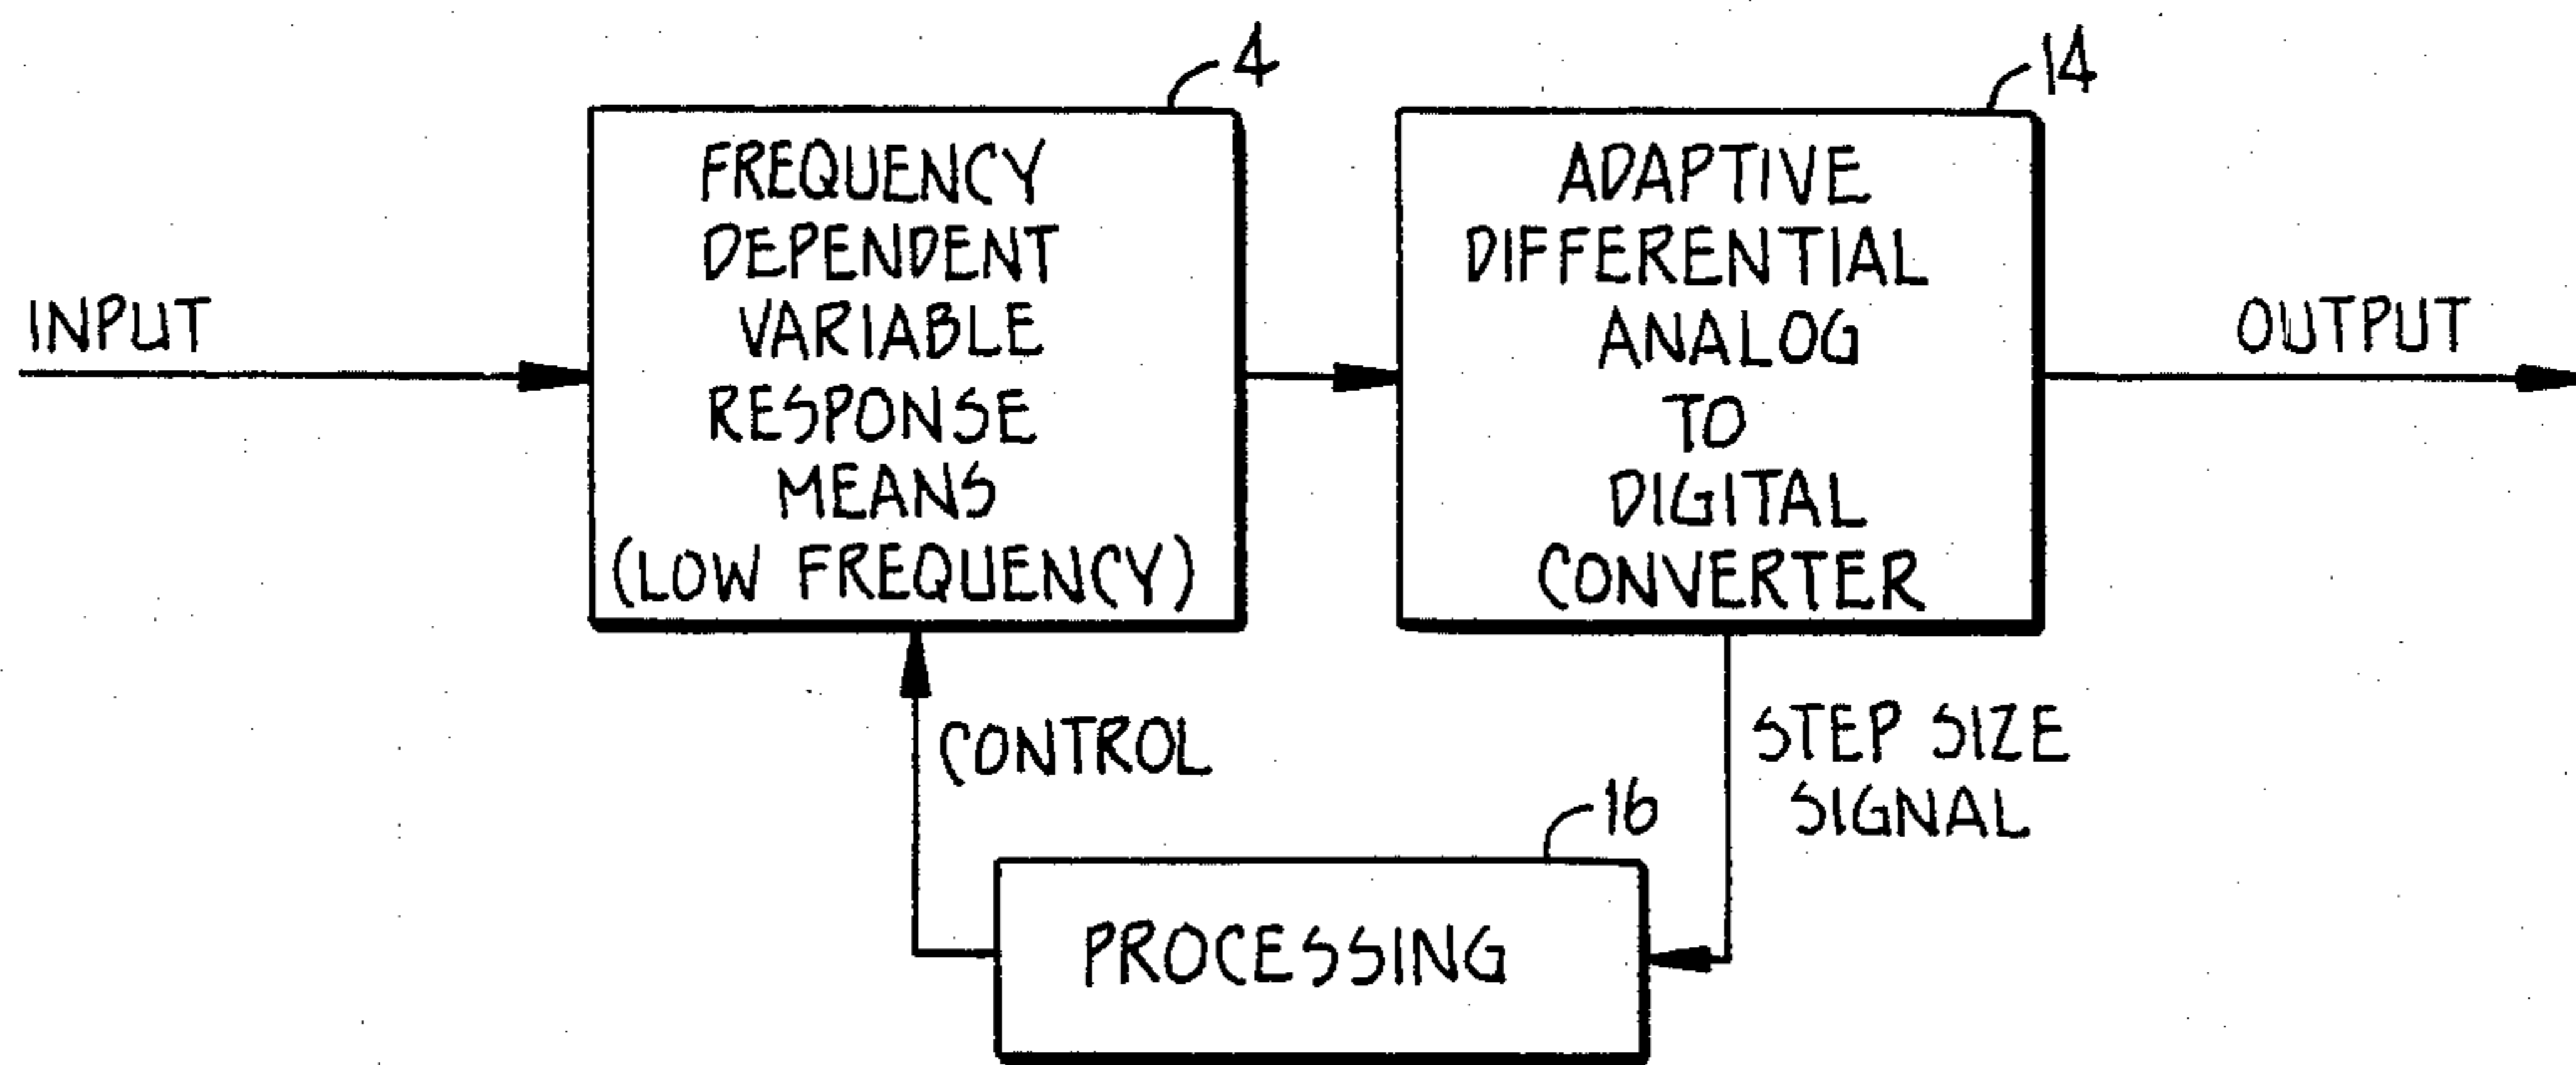 4
14
FREQUENCY
DEPENDENT
VARIABLE
RESPONSE
MEANS
(LOW FREQUENCY)
ADAPTIVE
DIFFERENTIAL
ANALOG
TO
DIGITAL
CONVERTER
INPUT
OUTPUT
CONTROL
STEP SIZE
SIGNAL
16
PROCESSING